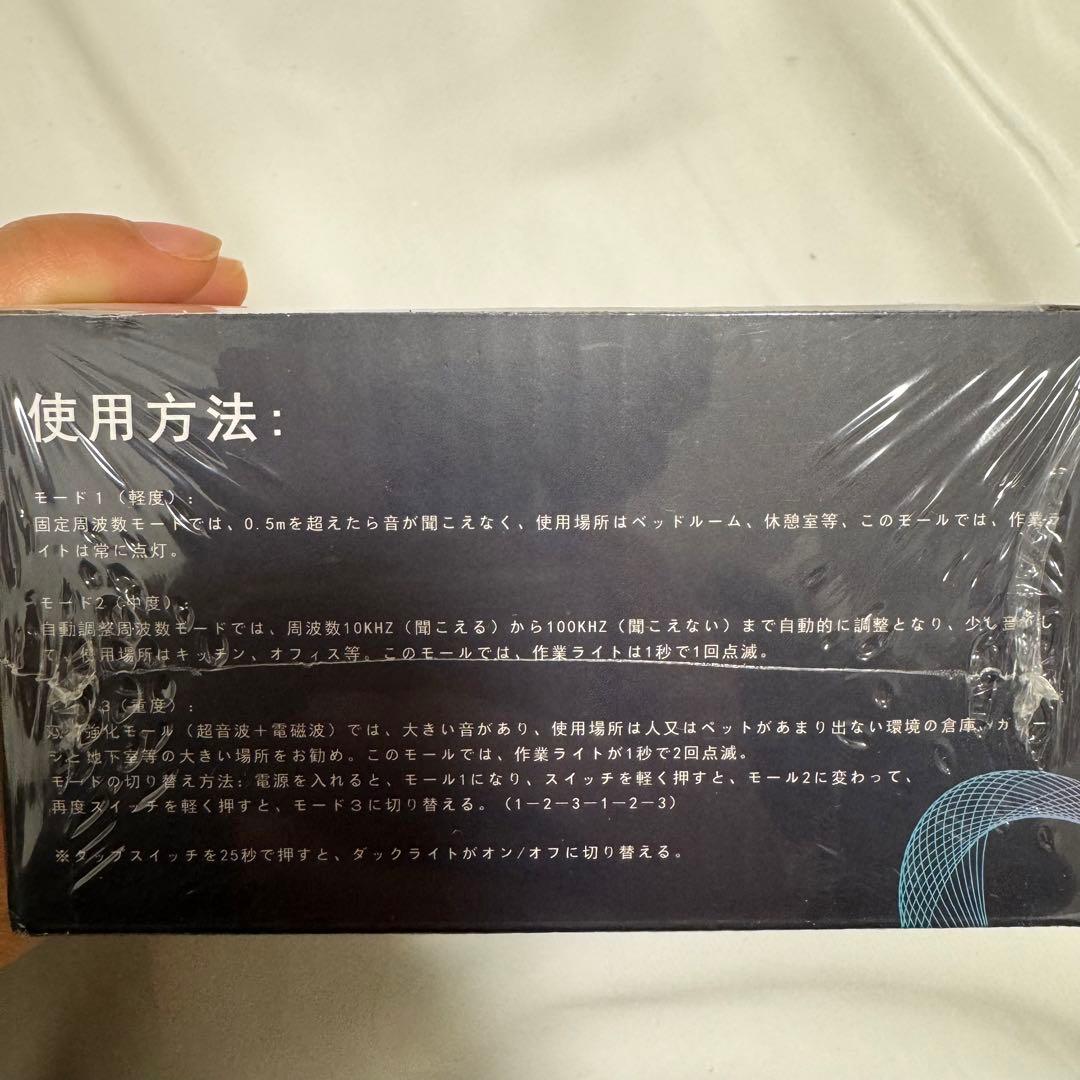 使用方法:
モード1（軽度）:
固定周波数モードでは、0.5mを超えたら音が聞こえなく、使用場所はベッドルーム、休憩室等、このモールでは、作業ラ
イトは常に点灯。
モード2（中度）:
自動調整周波数モードでは、周波数10KHZ（聞こえる）から100KHZ（聞こえない）まで自動的に調整となり、少し音
て、使用場所はキッチン、オフィス等。このモールでは、作業ライトは1秒で1回点滅。
モード3（重度）:
強化モール（超音波＋電磁波）では、大きい音があり、使用場所は人又はペットがあまり出ない環境の倉庫、ガレー
ジと地下室等の大きい場所をお勧め。このモールでは、作業ライトが1秒で2回点滅。
モードの切り替え方法: 電源を入れると、モール1になり、スイッチを軽く押すと、モール2に変わって、
再度スイッチを軽く押すと、モード3に切り替える。（1－2－3－1－2－3）
※タップスイッチを25秒で押すと、ダックライトがオン/オフに切り替える。